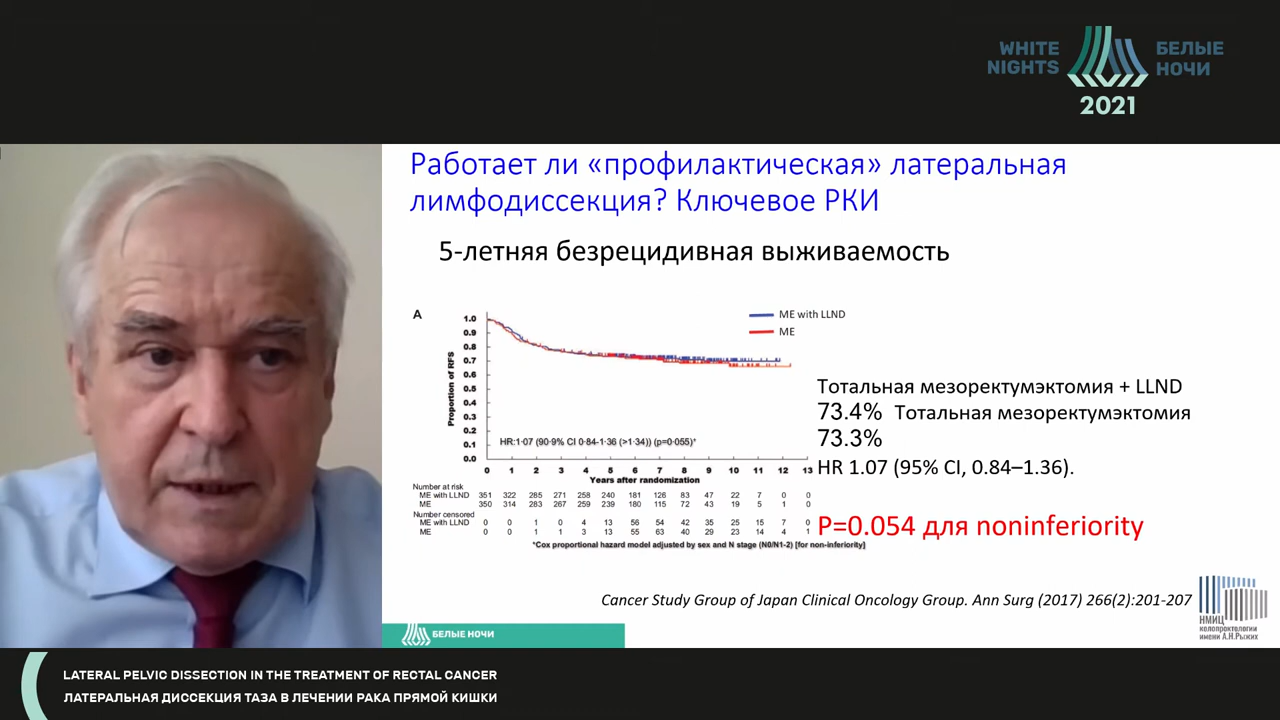 WHITE
NIGHTS
БЕЛЫЕ
НОЧИ
2021
Работает ли «профилактическая» латеральная
лимфодиссекция? Ключевое РКИ
5-летняя безрецидивная выживаемость
A
ME with LLND
ME
Proportion of RFS
1.0
0.9
0.8
0.7
0.6
0.5
0.4
0.3
0.2
0.1
0.0
HR:1·07 (90·9% CI 0·84-1·36 (>1·34)) (p=0·055)*
0 1 2 3 4 5 6 7 8 9 10 11 12 13
Years after randomization
Number at risk
ME with LLND 351 322 285 271 258 240 181 126 83 47 22 7 0 0
ME 350 314 283 267 259 239 180 115 72 43 19 5 1 0
Number censored
ME with LLND 0 0 1 0 4 13 56 54 42 35 25 15 7 0
ME 0 0 1 1 3 13 55 63 40 29 23 14 4 1
*Cox proportional hazard model adjusted by sex and N stage (N0/N1-2) [for non-inferiority]
Тотальная мезоректумэктомия + LLND
73.4% Тотальная мезоректумэктомия
73.3%
HR 1.07 (95% CI, 0.84–1.36).
P=0.054 для noninferiority
Cancer Study Group of Japan Clinical Oncology Group. Ann Surg (2017) 266(2):201-207
НМИЦ
колопроктологии
имени А.Н.Рыжих
БЕЛЫЕ НОЧИ
LATERAL PELVIC DISSECTION IN THE TREATMENT OF RECTAL CANCER
ЛАТЕРАЛЬНАЯ ДИССЕКЦИЯ ТАЗА В ЛЕЧЕНИИ РАКА ПРЯМОЙ КИШКИ